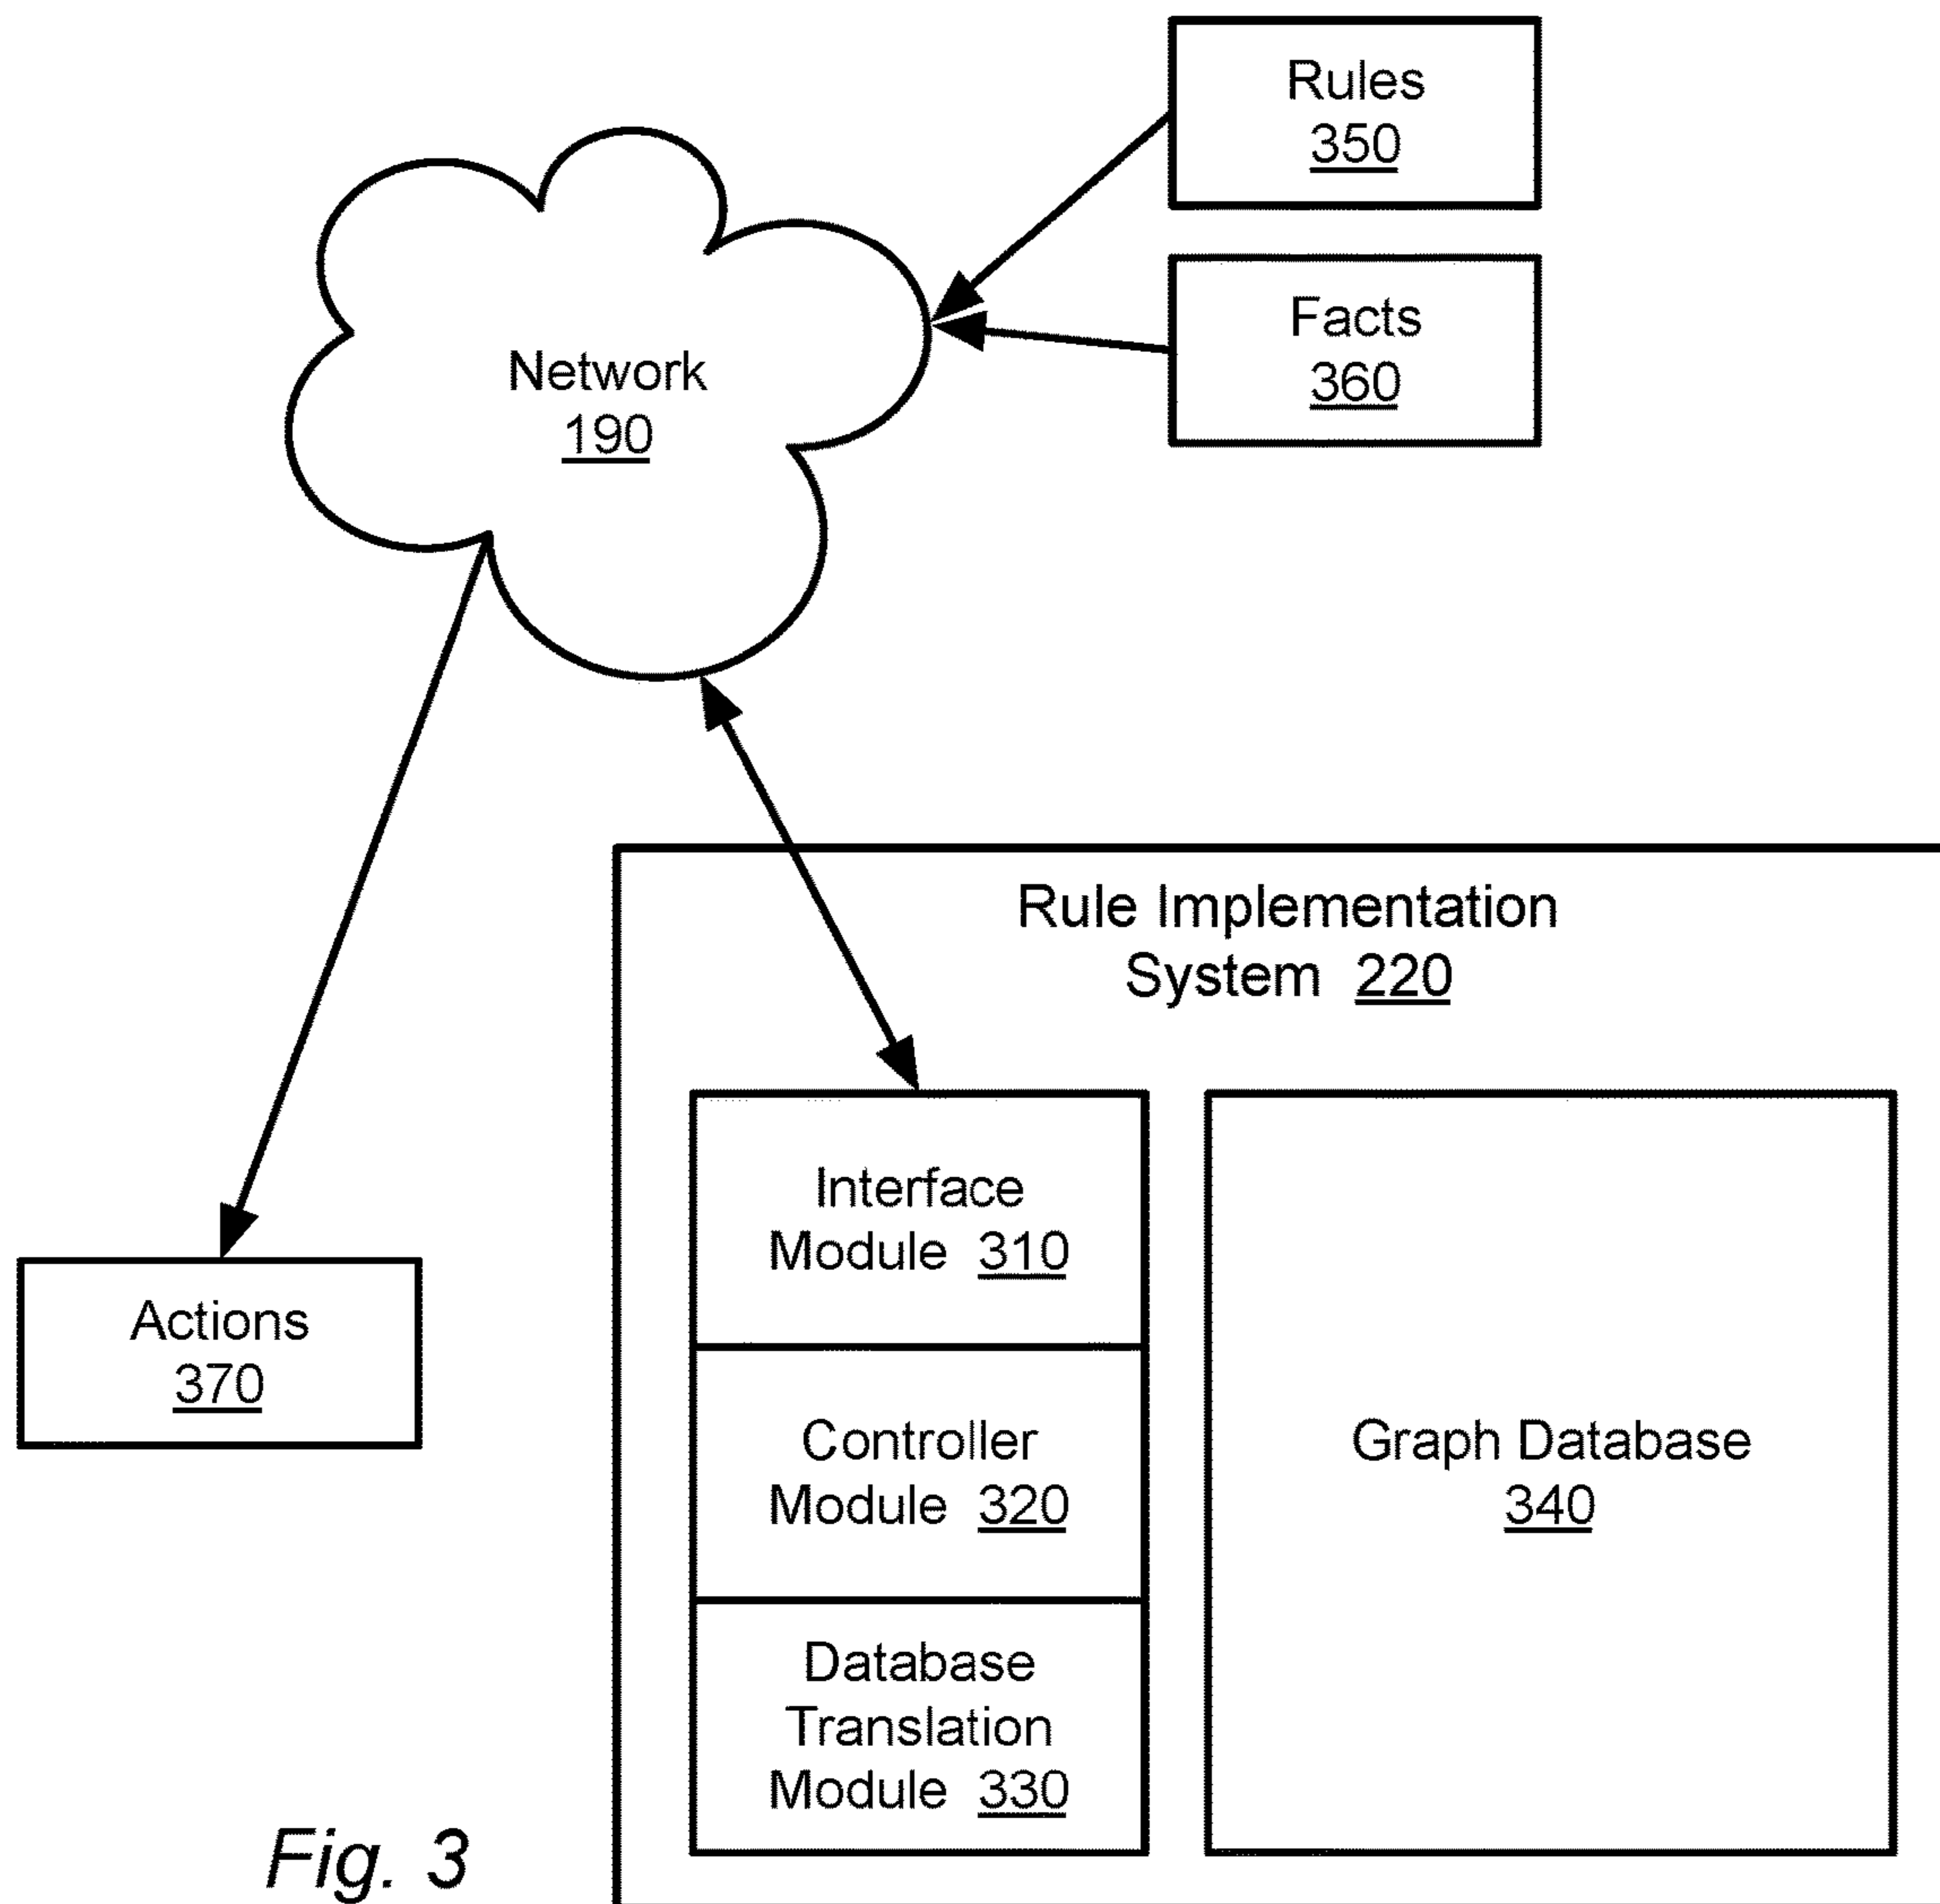 Rules
350
Facts
360
Network
190
Rule Implementation
System 220
Interface
Module 310
Controller
Module 320
Database
Translation
Module 330
Graph Database
340
Actions
370
Fig. 3